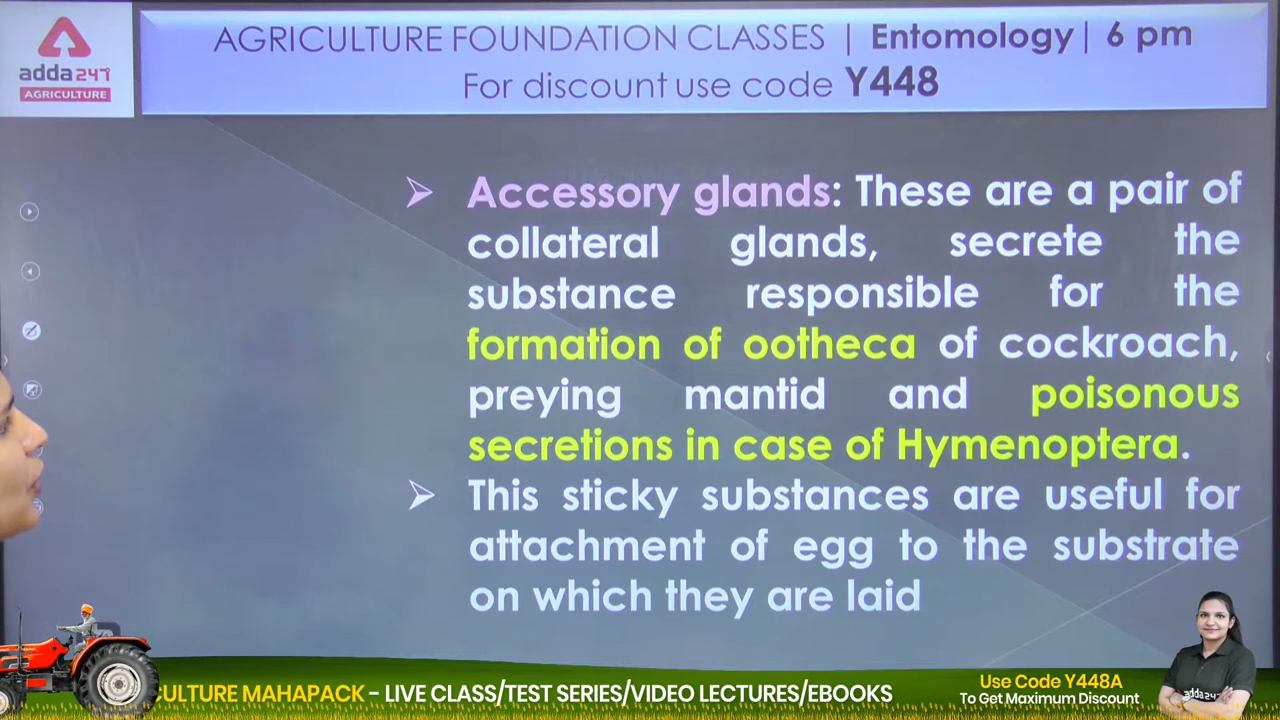 adda247
AGRICULTURE
AGRICULTURE FOUNDATION CLASSES | Entomology| 6 pm
For discount use code Y448
Accessory glands: These are a pair of
collateral glands, secrete the
substance responsible for the
formation of ootheca of cockroach,
preying mantid and poisonous
secretions in case of Hymenoptera.
This sticky substances are useful for
attachment of egg to the substrate
on which they are laid
CULTURE MAHAPACK - LIVE CLASS/TEST SERIES/VIDEO LECTURES/EBOOKS
Use Code Y448A
To Get Maximum Discount
adda247